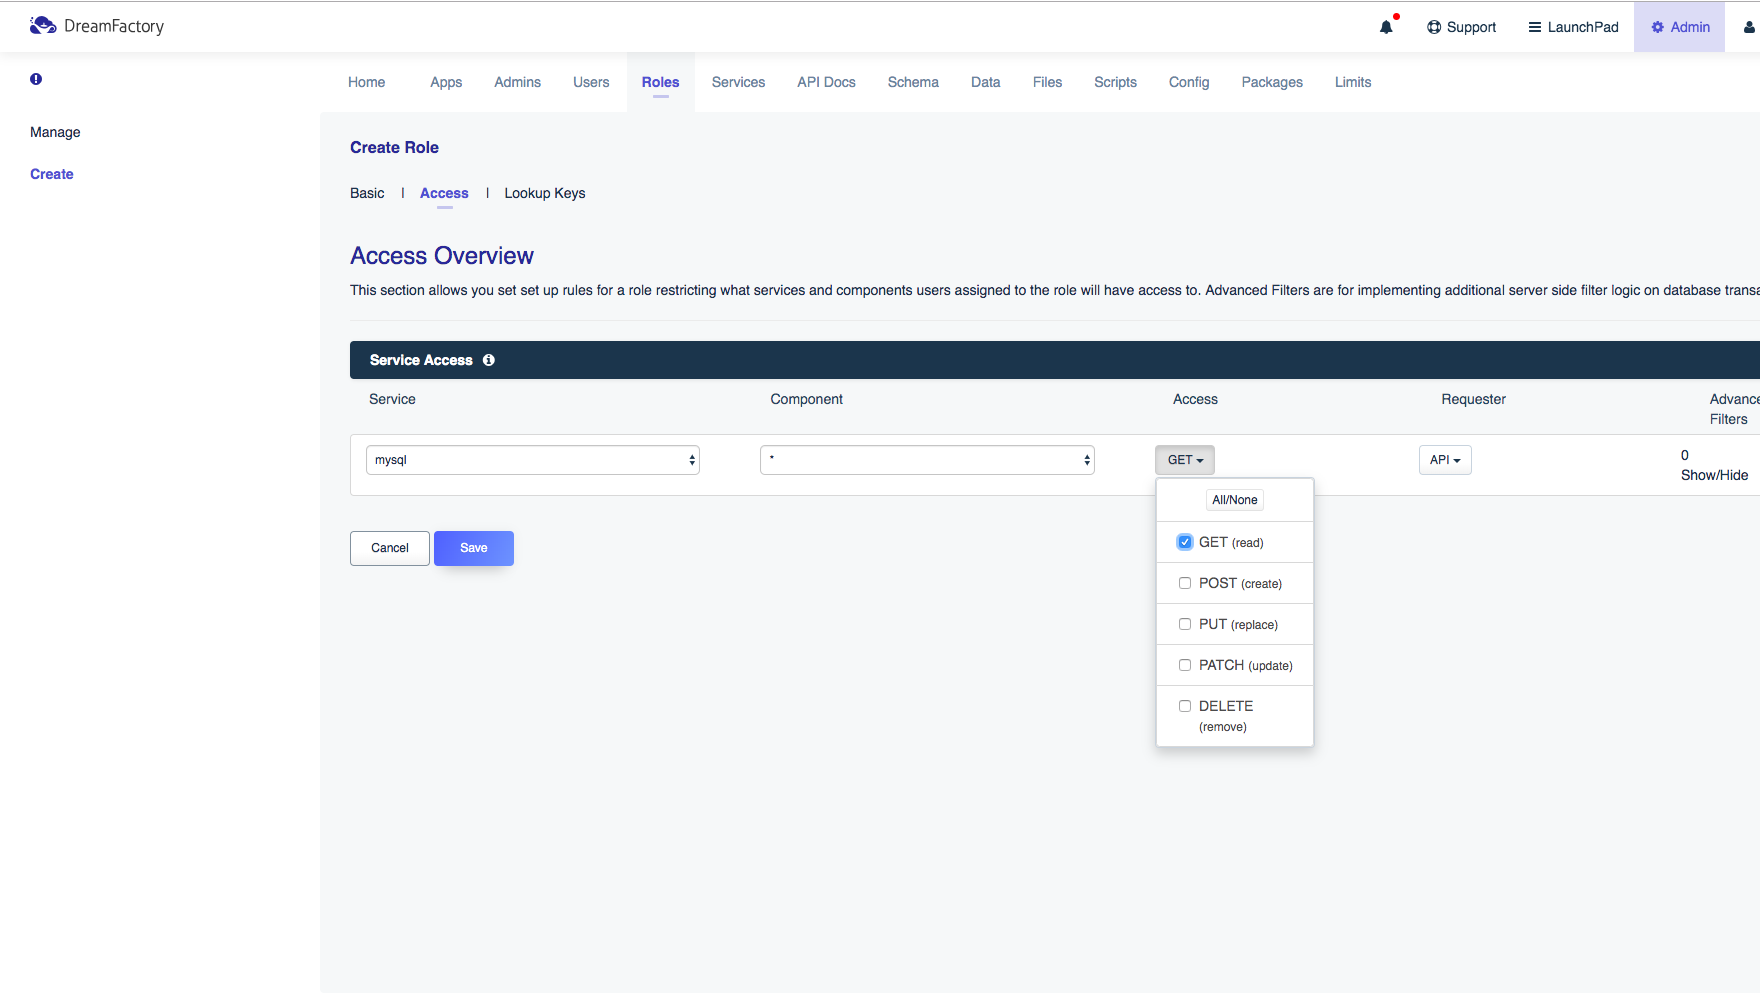 DreamFactory
Support
LaunchPad
Admin
Home Apps Admins Users Roles Services API Docs Schema Data Files Scripts Config Packages Limits
Manage
Create
Create Role
Basic | Access | Lookup Keys
Access Overview
This section allows you set set up rules for a role restricting what services and components users assigned to the role will have access to. Advanced Filters are for implementing additional server side filter logic on database transa
Service Access
Service Component Access Requester Advance
Filters
mysql * GET API 0
Show/Hide
All/None
GET (read)
POST (create)
PUT (replace)
PATCH (update)
DELETE
(remove)
Cancel Save